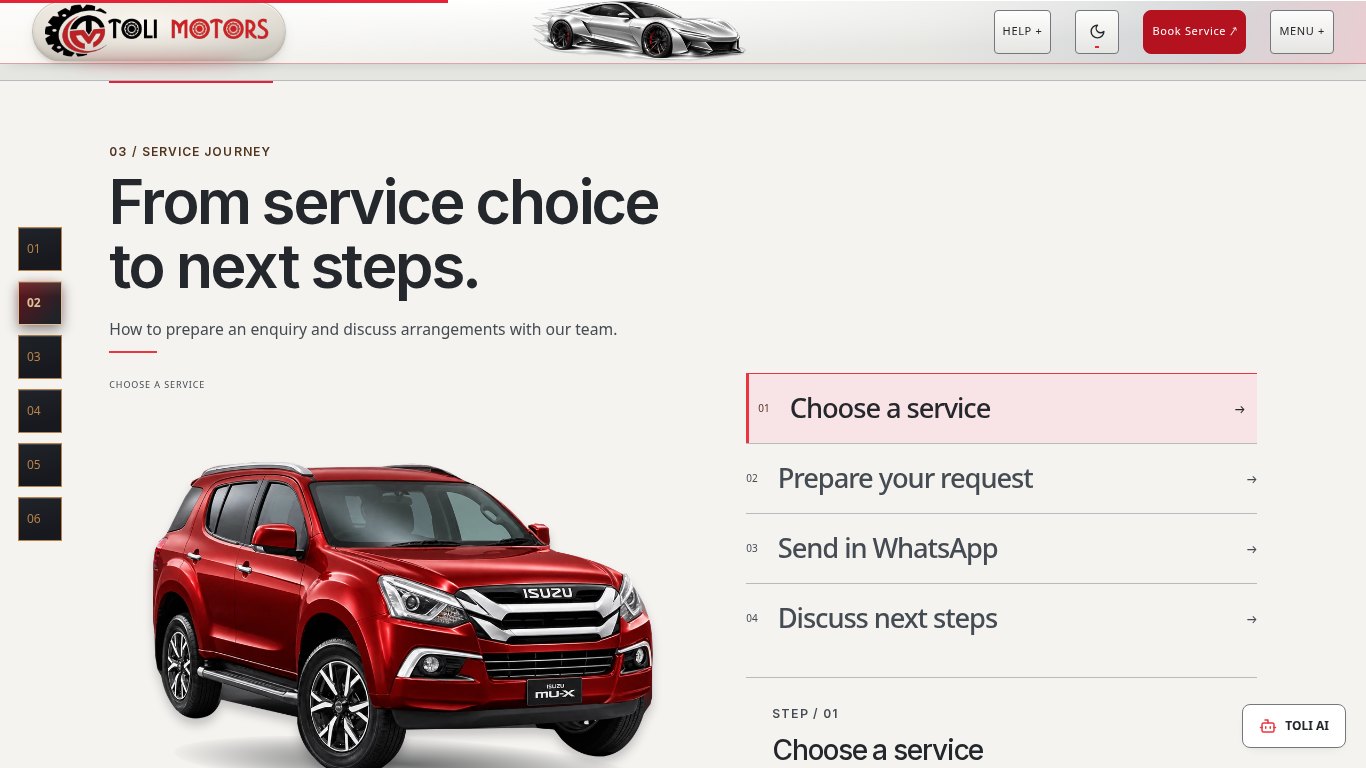 TOLI MOTORS
HELP +
Book Service ↗
MENU +
03 / SERVICE JOURNEY
From service choice
to next steps.
How to prepare an enquiry and discuss arrangements with our team.
CHOOSE A SERVICE
01
02
03
04
05
06
ISUZU
ISUZU
MU-X
01 Choose a service →
02 Prepare your request →
03 Send in WhatsApp →
04 Discuss next steps →
STEP / 01
Choose a service
TOLI AI